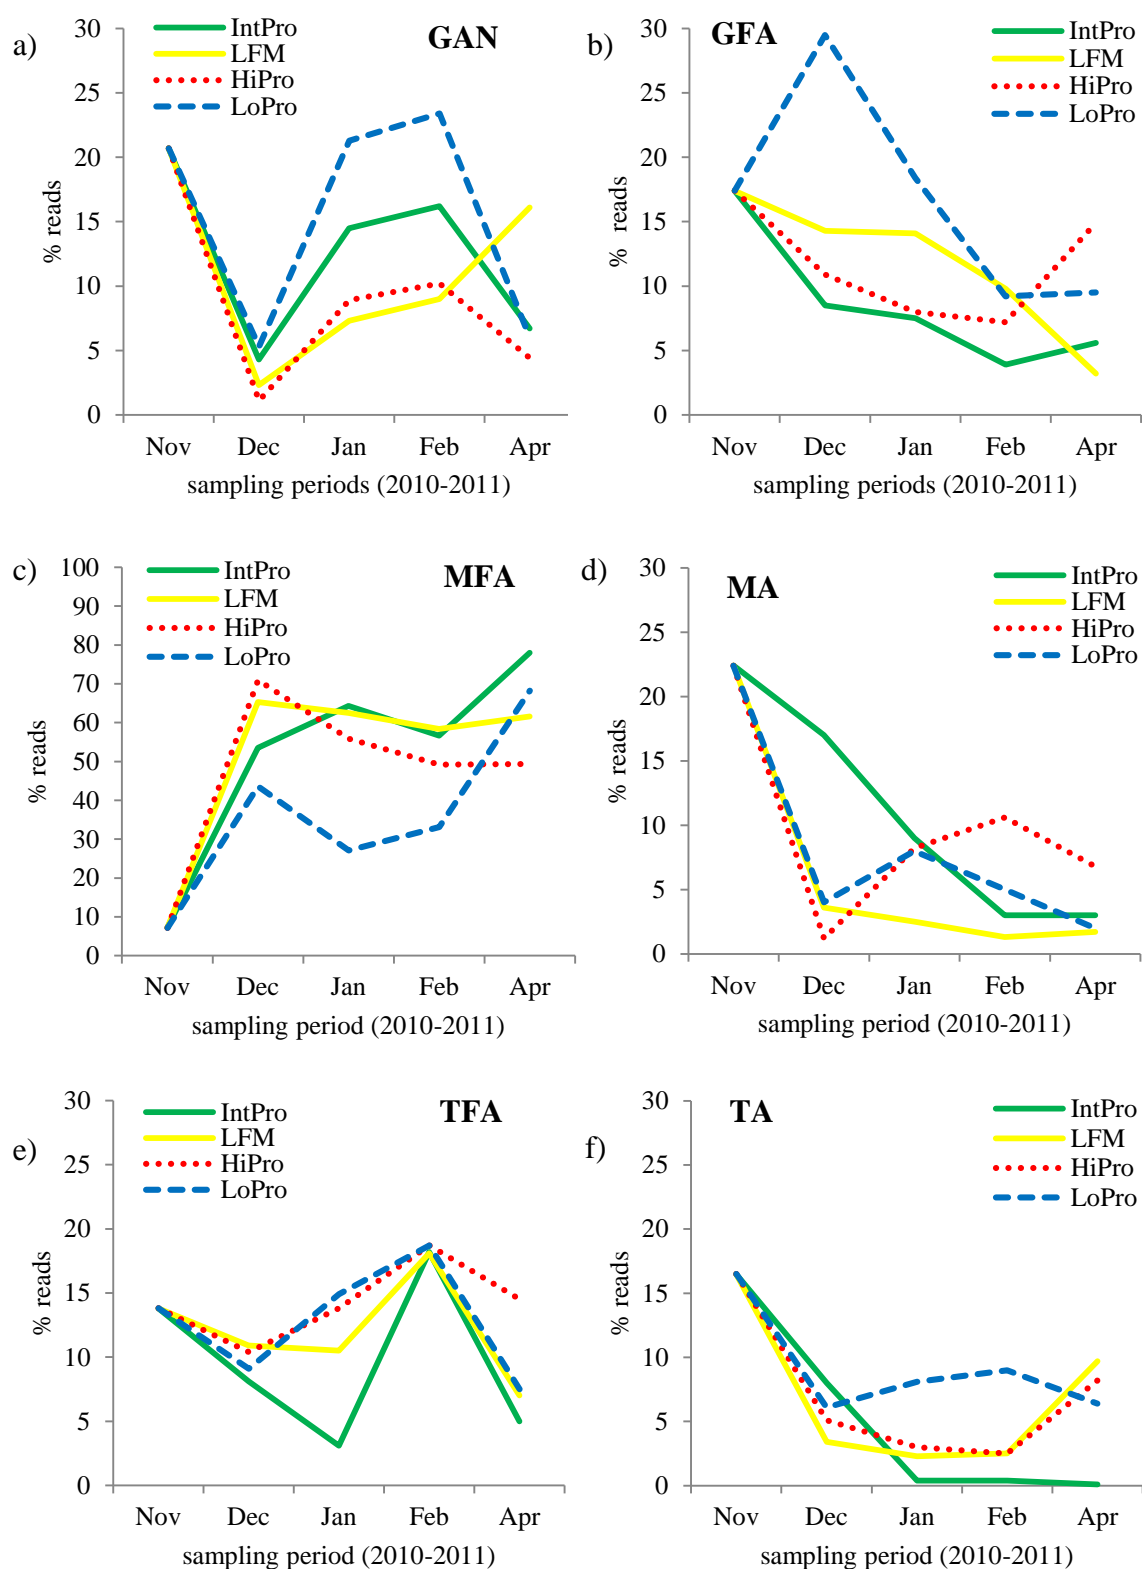 a)
GAN
IntPro
LFM
HiPro
LoPro
% reads
30
25
20
15
10
5
0
Nov Dec Jan Feb Apr
sampling periods (2010-2011)
b)
GFA
IntPro
LFM
HiPro
LoPro
% reads
30
25
20
15
10
5
0
Nov Dec Jan Feb Apr
sampling periods (2010-2011)
c)
MFA
IntPro
LFM
HiPro
LoPro
% reads
100
90
80
70
60
50
40
30
20
10
0
Nov Dec Jan Feb Apr
sampling period (2010-2011)
d)
MA
IntPro
LFM
HiPro
LoPro
% reads
30
25
20
15
10
5
0
Nov Dec Jan Feb Apr
sampling period (2010-2011)
e)
TFA
IntPro
LFM
HiPro
LoPro
% reads
30
25
20
15
10
5
0
Nov Dec Jan Feb Apr
sampling period (2010-2011)
f)
TA
IntPro
LFM
HiPro
LoPro
% reads
30
25
20
15
10
5
0
Nov Dec Jan Feb Apr
sampling period (2010-2011)